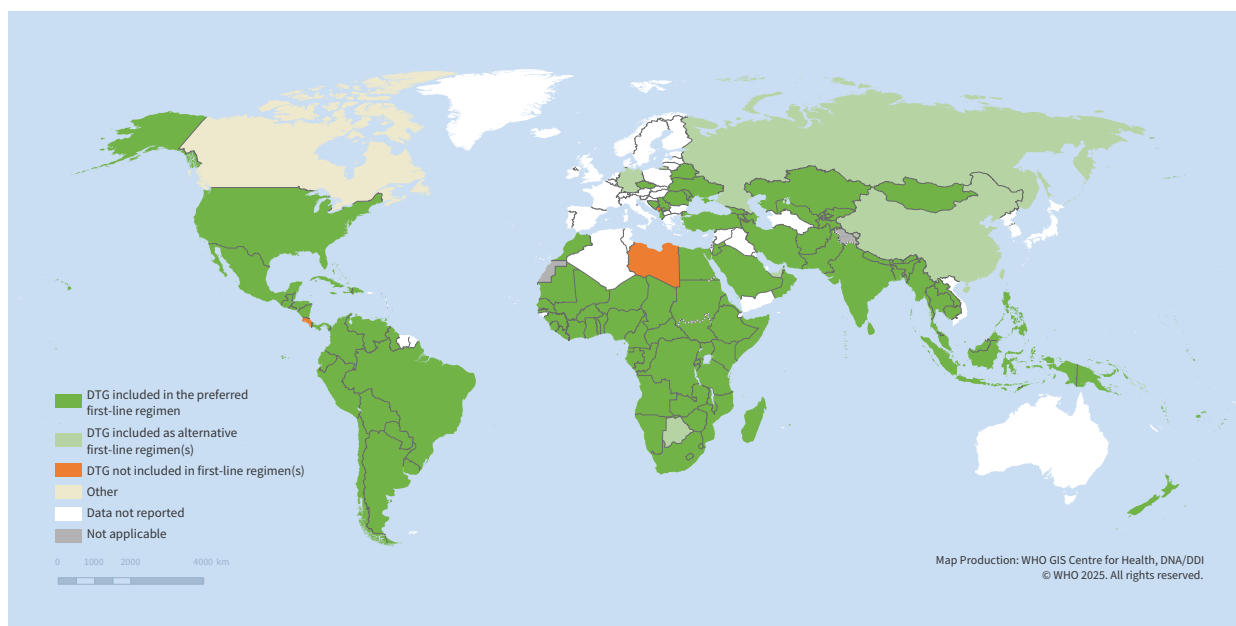 DTG included in the preferred
first-line regimen
DTG included as alternative
first-line regimen(s)
DTG not included in first-line regimen(s)
Other
Data not reported
Not applicable
0 1000 2000 4000 km
Map Production: WHO GIS Centre for Health, DNA/DDI
© WHO 2025. All rights reserved.